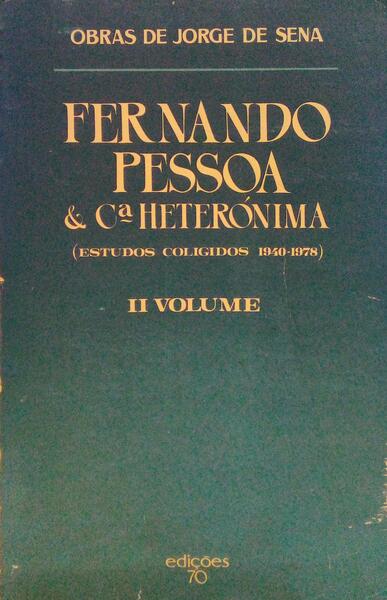 OBRAS DE JORGE DE SENA
FERNANDO
PESSOA
& Cª HETERÓNIMA
(ESTUDOS COLIGIDOS 1940-1978)
II VOLUME
edições
70